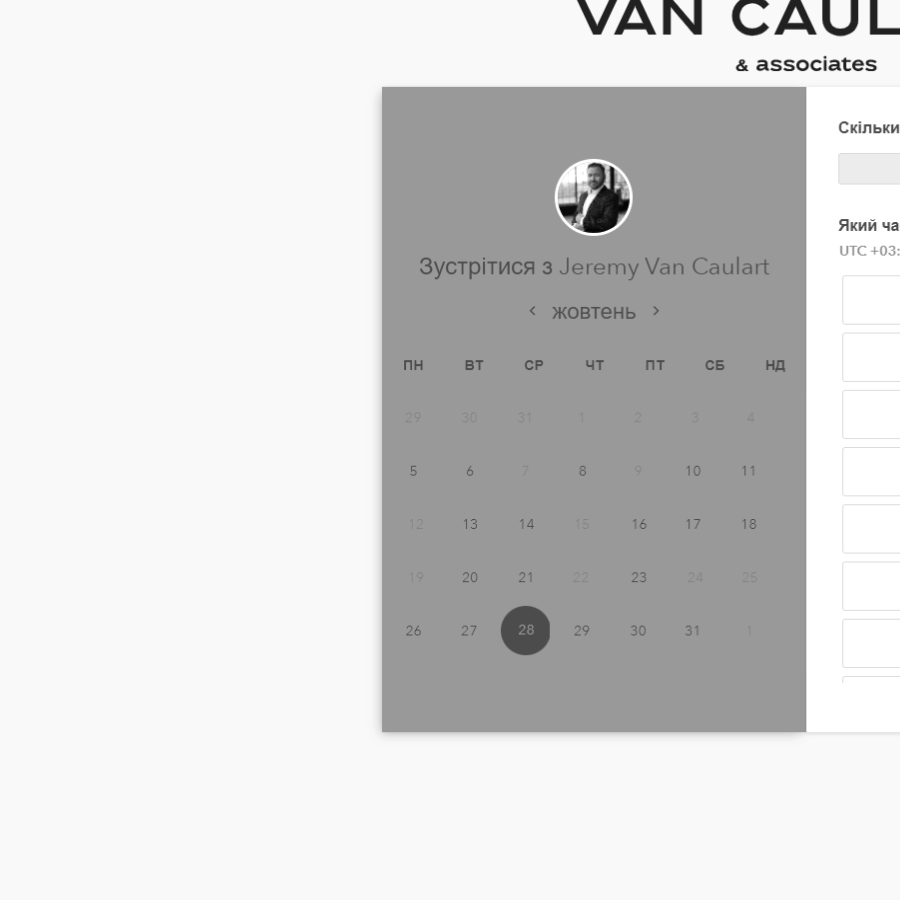 VAN CAUL
& associates
Зустрітися з Jeremy Van Caulart
‹ жовтень ›
ПН ВТ СР ЧТ ПТ СБ НД
29 30 31 1 2 3 4
5 6 7 8 9 10 11
12 13 14 15 16 17 18
19 20 21 22 23 24 25
26 27 28 29 30 31 1
Скільки
Який ча
UTC +03: